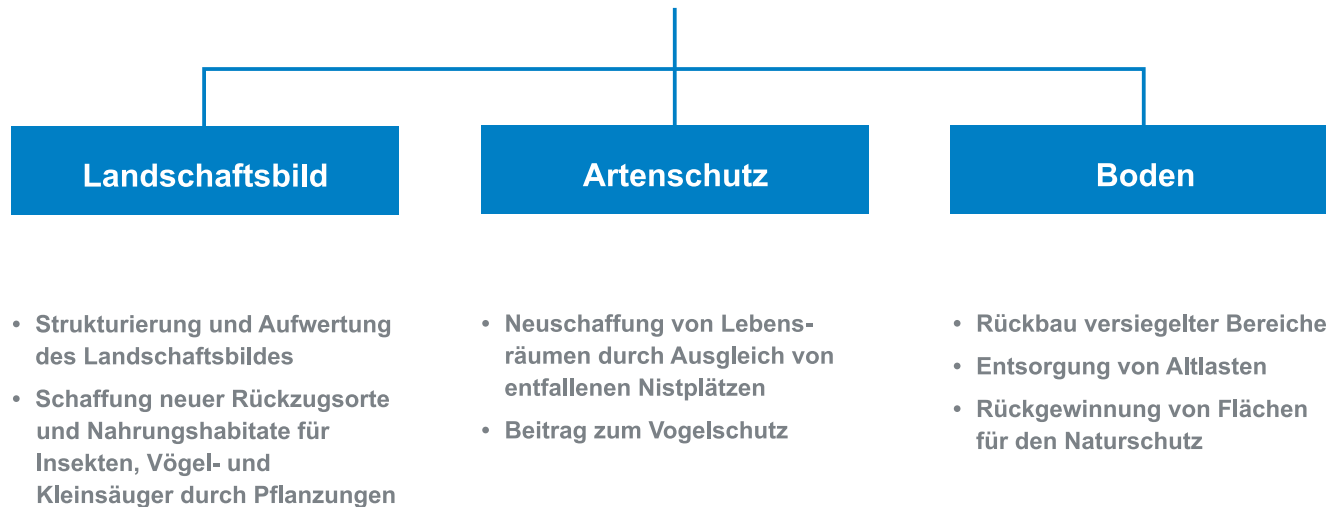 Landschaftsbild
• Strukturierung und Aufwertung
des Landschaftsbildes
• Schaffung neuer Rückzugsorte
und Nahrungshabitate für
Insekten, Vögel- und
Kleinsäuger durch Pflanzungen
Artenschutz
• Neuschaffung von Lebens-
räumen durch Ausgleich von
entfallenen Nistplätzen
• Beitrag zum Vogelschutz
Boden
• Rückbau versiegelter Bereiche
• Entsorgung von Altlasten
• Rückgewinnung von Flächen
für den Naturschutz